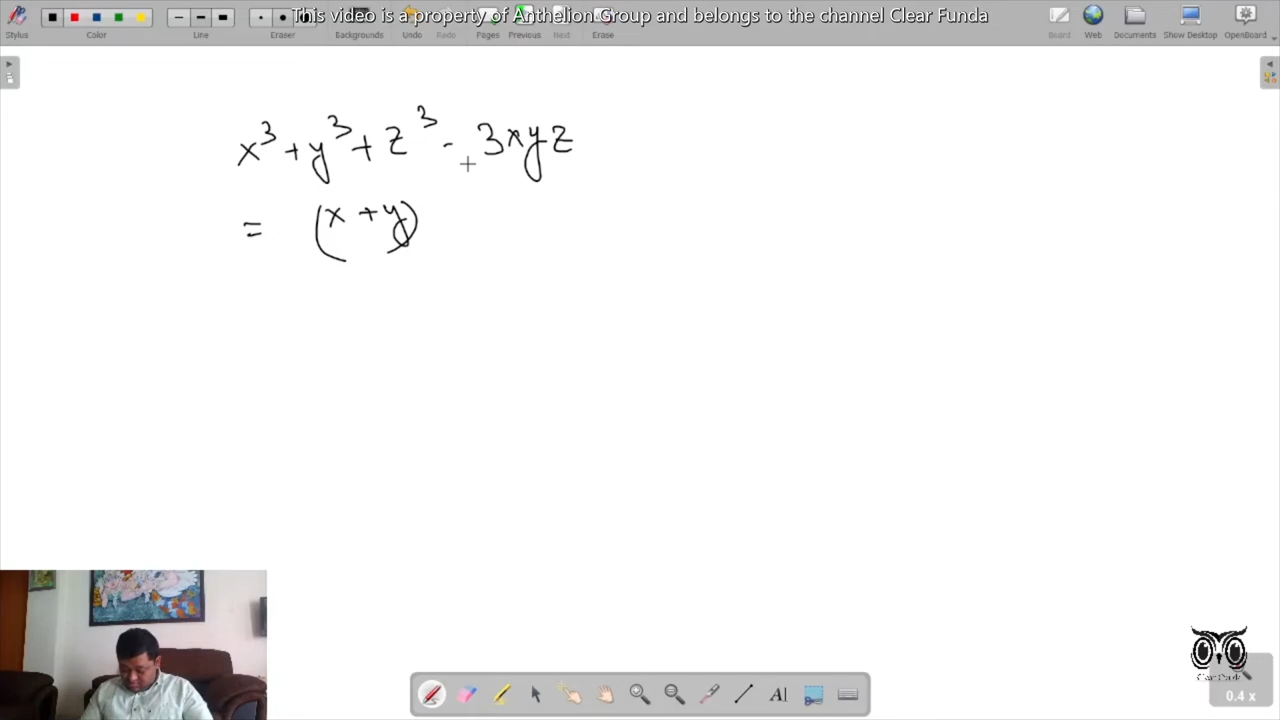 This video is a property of Anthelion Group and belongs to the channel Clear Funda
Stylus Color Line Eraser Backgrounds Undo Redo Pages Previous Next Erase Board Web Documents Show Desktop OpenBoard
x³ + y³ + z³ - 3xyz
= (x + y)
0.4 x